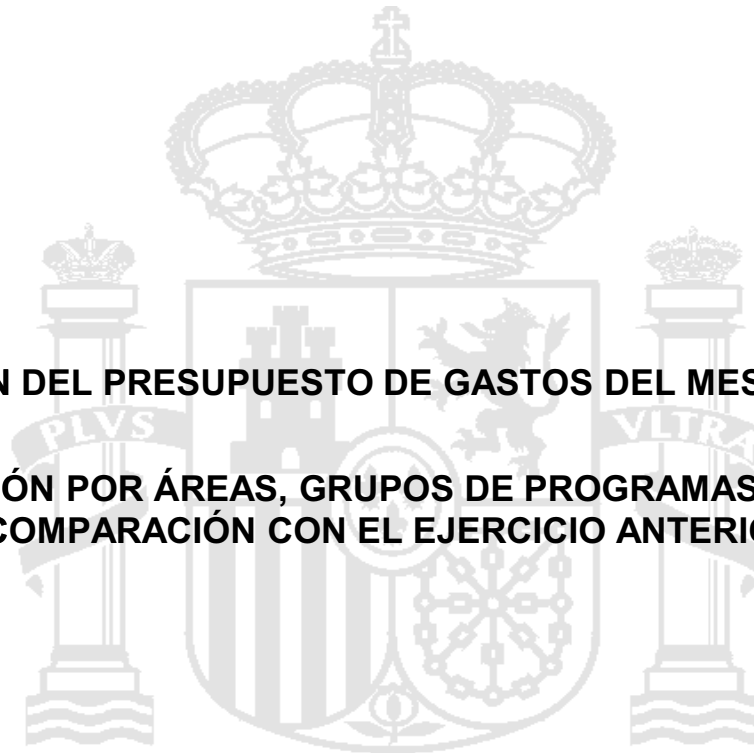 N DEL PRESUPUESTO DE GASTOS DEL MES
PLVS
VLTRA
ÓN POR ÁREAS, GRUPOS DE PROGRAMAS
COMPARACIÓN CON EL EJERCICIO ANTERIO